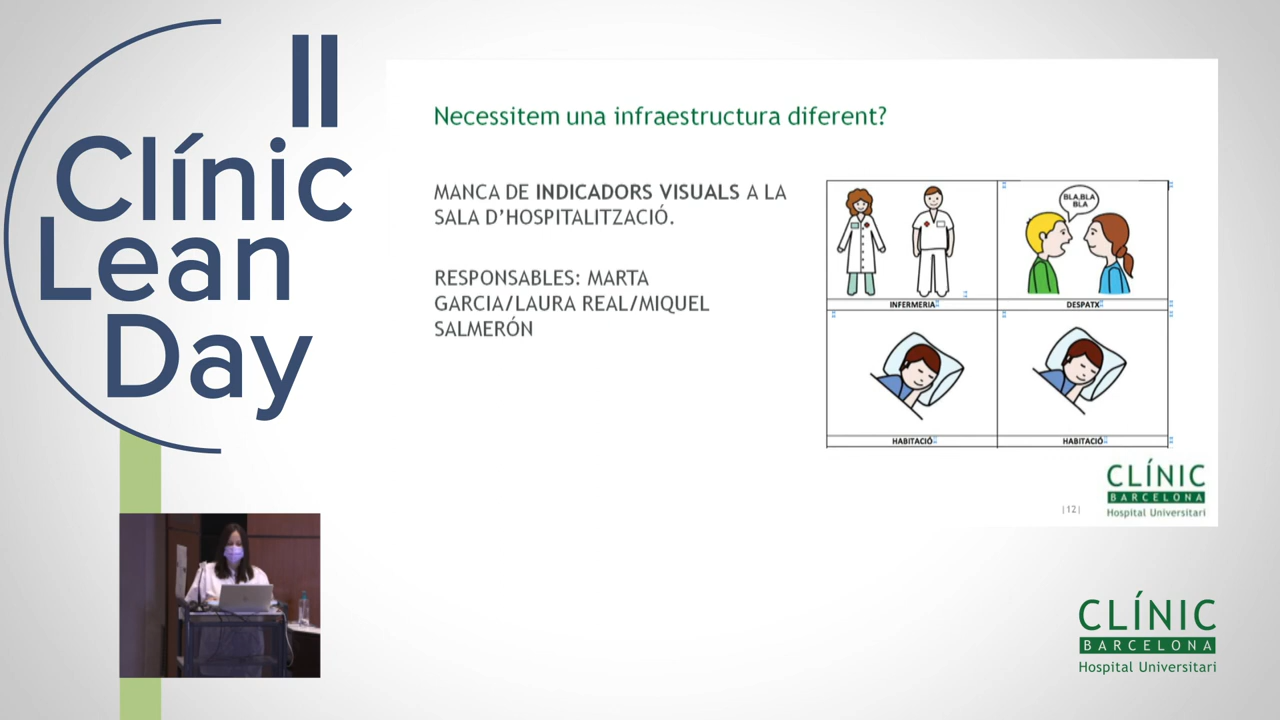 II
Clínic
Lean
Day
Necessitem una infraestructura diferent?
MANCA DE INDICADORS VISUALS A LA
SALA D'HOSPITALITZACIÓ.
RESPONSABLES: MARTA
GARCIA/LAURA REAL/MIQUEL
SALMERÓN
BLA,BLA
BLA
INFERMERIA
DESPATX
HABITACIÓ
HABITACIÓ
|12|
CLÍNIC
BARCELONA
Hospital Universitari
CLÍNIC
BARCELONA
Hospital Universitari